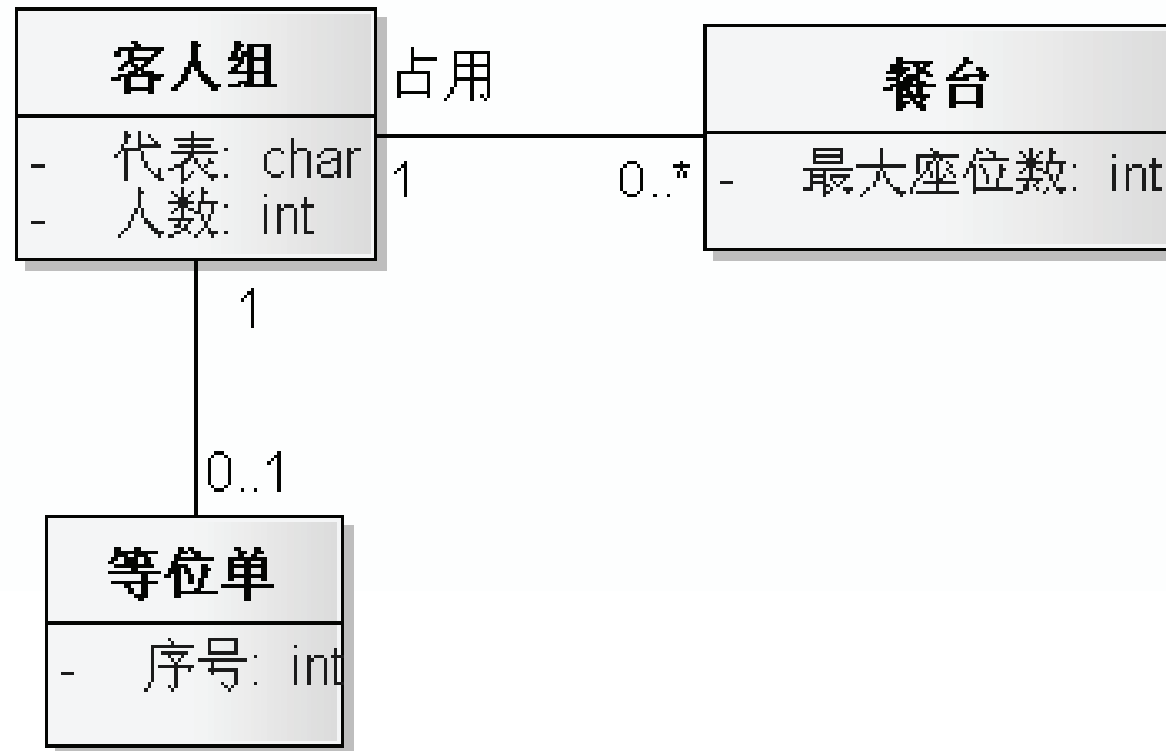 客人组
- 代表: char
- 人数: int
占用
1
0..*
餐台
- 最大座位数: int
1
0..1
等位单
- 序号: int